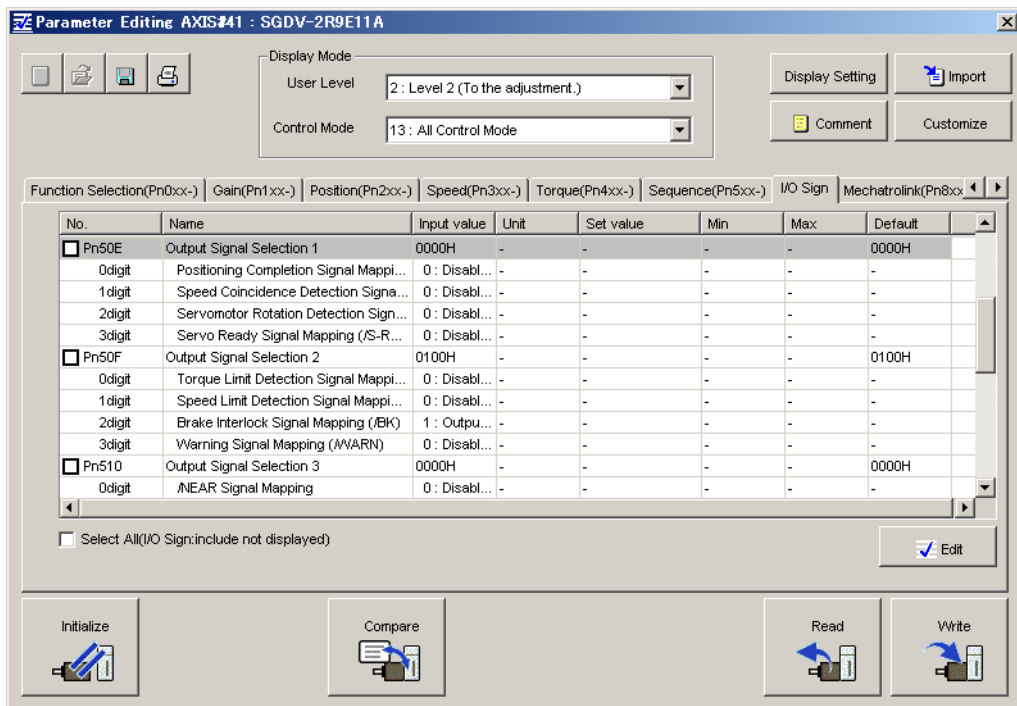 Parameter Editing AXIS#41 : SGDV-2R9E11A
Display Mode
User Level
2 : Level 2 (To the adjustment.)
Control Mode
13 : All Control Mode
Display Setting
Import
Comment
Customize
Function Selection(Pn0xx-) Gain(Pn1xx-) Position(Pn2xx-) Speed(Pn3xx-) Torque(Pn4xx-) Sequence(Pn5xx-) I/O Sign Mechatrolink(Pn8xx
No. Name Input value Unit Set value Min Max Default
Pn50E Output Signal Selection 1 0000H - - - - 0000H
0digit Positioning Completion Signal Mappi... 0 : Disabl... - - - - -
1digit Speed Coincidence Detection Signa... 0 : Disabl... - - - - -
2digit Servomotor Rotation Detection Sign... 0 : Disabl... - - - - -
3digit Servo Ready Signal Mapping (/S-R... 0 : Disabl... - - - - -
Pn50F Output Signal Selection 2 0100H - - - - 0100H
0digit Torque Limit Detection Signal Mappi... 0 : Disabl... - - - - -
1digit Speed Limit Detection Signal Mappi... 0 : Disabl... - - - - -
2digit Brake Interlock Signal Mapping (/BK) 1 : Outpu... - - - - -
3digit Warning Signal Mapping (/WARN) 0 : Disabl... - - - - -
Pn510 Output Signal Selection 3 0000H - - - - 0000H
0digit /NEAR Signal Mapping 0 : Disabl... - - - - -
Select All(I/O Sign:include not displayed)
Edit
Initialize
Compare
Read
Write